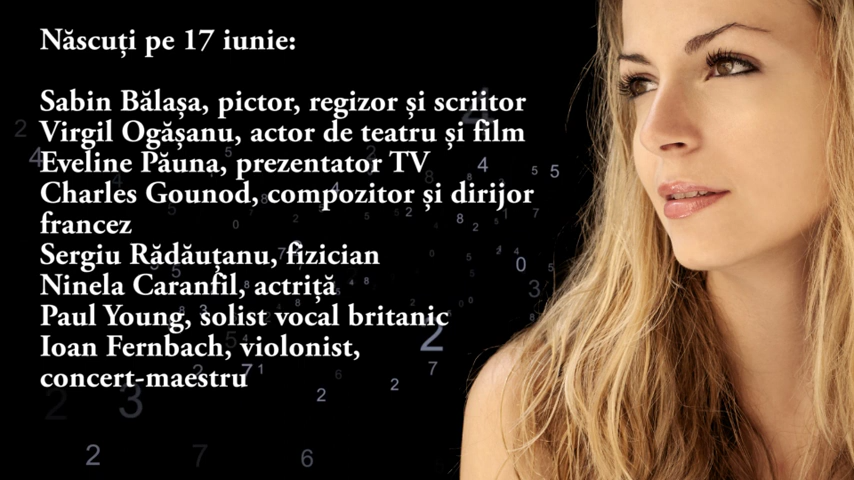 Născuți pe 17 iunie:
Sabin Bălașa, pictor, regizor și scriitor
Virgil Ogășanu, actor de teatru și film
Eveline Păuna, prezentator TV
Charles Gounod, compozitor și dirijor
francez
Sergiu Rădăuțanu, fizician
Ninela Caranfil, actriță
Paul Young, solist vocal britanic
Ioan Fernbach, violonist,
concert-maestru